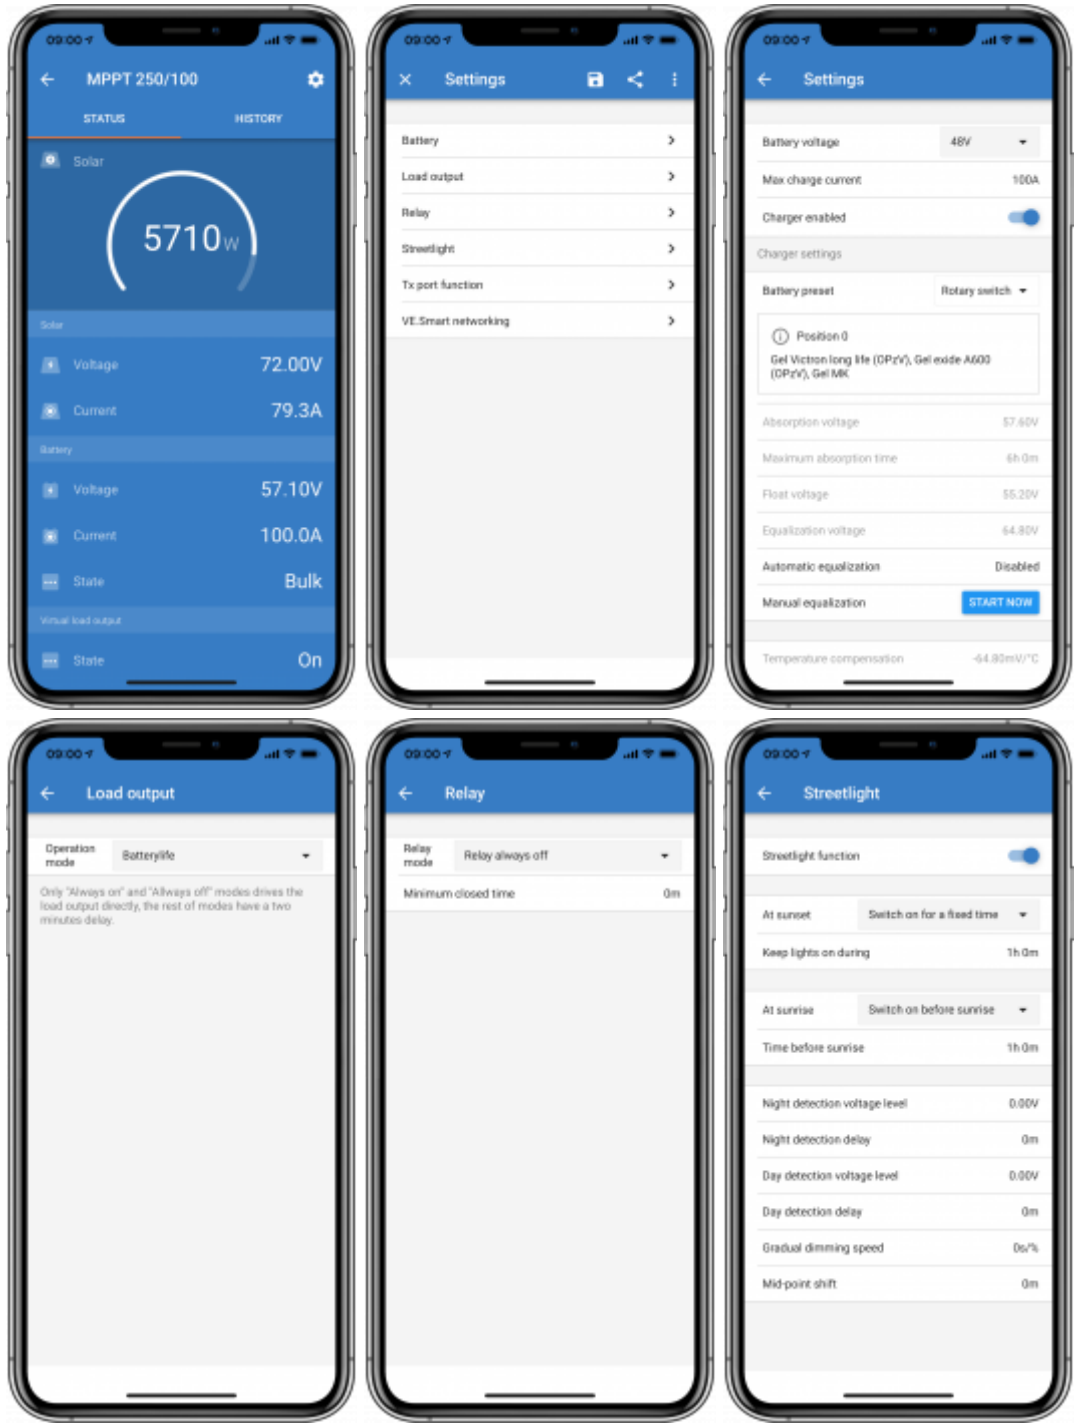 09:00
MPPT 250/100
STATUS HISTORY
Solar
5710W
Solar
Voltage 72.00V
Current 79.3A
Battery
Voltage 57.10V
Current 100.0A
State Bulk
Virtual load output
State On
09:00
Settings
Battery
Load output
Relay
Streetlight
Tx port function
VE.Smart networking
09:00
Settings
Battery voltage 48V
Max charge current 100A
Charger enabled
Charger settings
Battery preset Rotary switch
Position 0
Gel Victron long life (OPzV), Gel exide A600
(OPzV), Gel MK
Absorption voltage 57.60V
Maximum absorption time 6h 0m
Float voltage 55.20V
Equalization voltage 64.80V
Automatic equalization Disabled
Manual equalization START NOW
Temperature compensation -64.80mV/°C
09:00
Load output
Operation
mode Batterylife
Only "Always on" and "Allways off" modes drives the
load output directly, the rest of modes have a two
minutes delay.
09:00
Relay
Relay
mode Relay always off
Minimum closed time 0m
09:00
Streetlight
Streetlight function
At sunset Switch on for a fixed time
Keep lights on during 1h 0m
At sunrise Switch on before sunrise
Time before sunrise 1h 0m
Night detection voltage level 0.00V
Night detection delay 0m
Day detection voltage level 0.00V
Day detection delay 0m
Gradual dimming speed 0s/%
Mid-point shift 0m